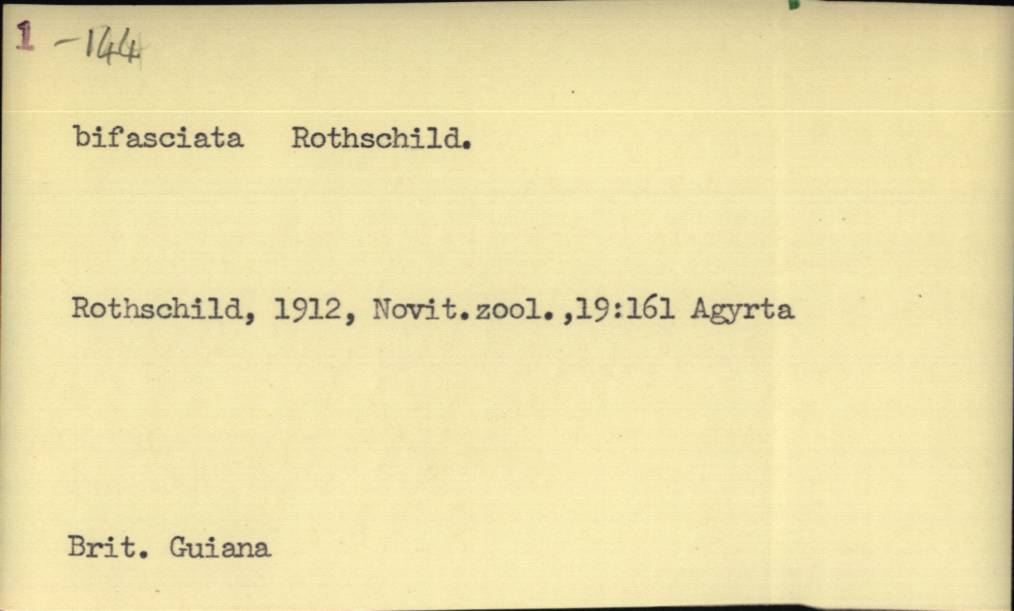 1 -144
bifasciata Rothschild.
Rothschild, 1912, Novit.zool.,19:161 Agyrta
Brit. Guiana